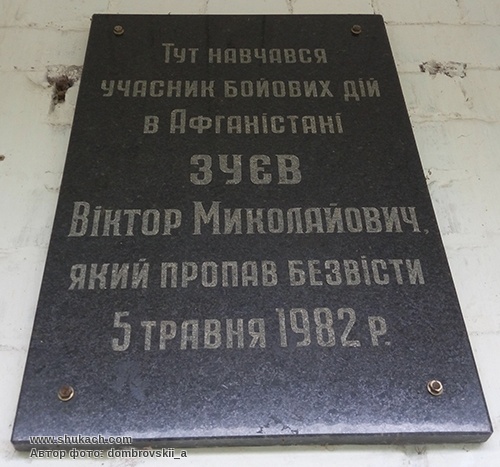 Тут навчався
учасник бойових дій
в Афганістані
ЗУЄВ
Віктор Миколайович,
який пропав безвісти
5 травня 1982 р.
www.shukach.com
Автор фото: dombrovskii_a